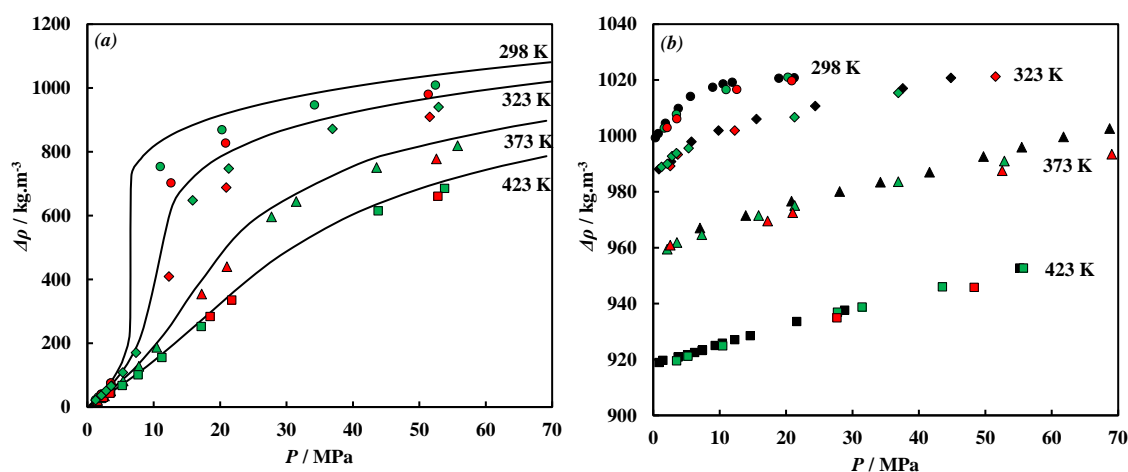 (a)
1200
1000
800
600
400
200
0
Δρ / kg.m⁻³
298 K
323 K
373 K
423 K
0 10 20 30 40 50 60 70
P / MPa
(b)
1040
1020
1000
980
960
940
920
900
Δρ / kg.m⁻³
298 K
323 K
373 K
423 K
0 10 20 30 40 50 60 70
P / MPa